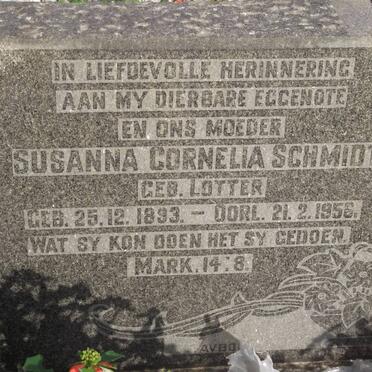 IN LIEFDEVOLLE HERINNERING
AAN MY DIERBARE EGGENOTE
EN ONS MOEDER
SUSANNA CORNELIA SCHMIDT
GEB. LOTTER
GEB. 25.12.1893. – OORL. 21.2.1956.
WAT SY KON DOEN HET SY GEDOEN.
MARK. 14:8.